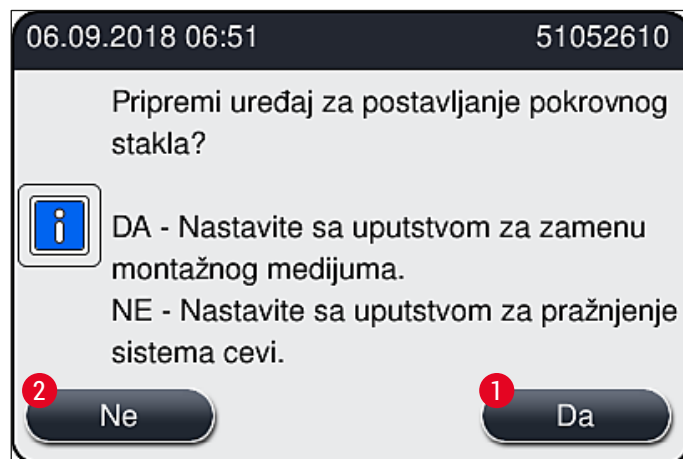 06.09.2018 06:51 51052610
Pripremi uređaj za postavljanje pokrovnog
stakla?
DA - Nastavite sa uputstvom za zamenu
montažnog medijuma.
NE - Nastavite sa uputstvom za pražnjenje
sistema cevi.
2 1
Ne Da